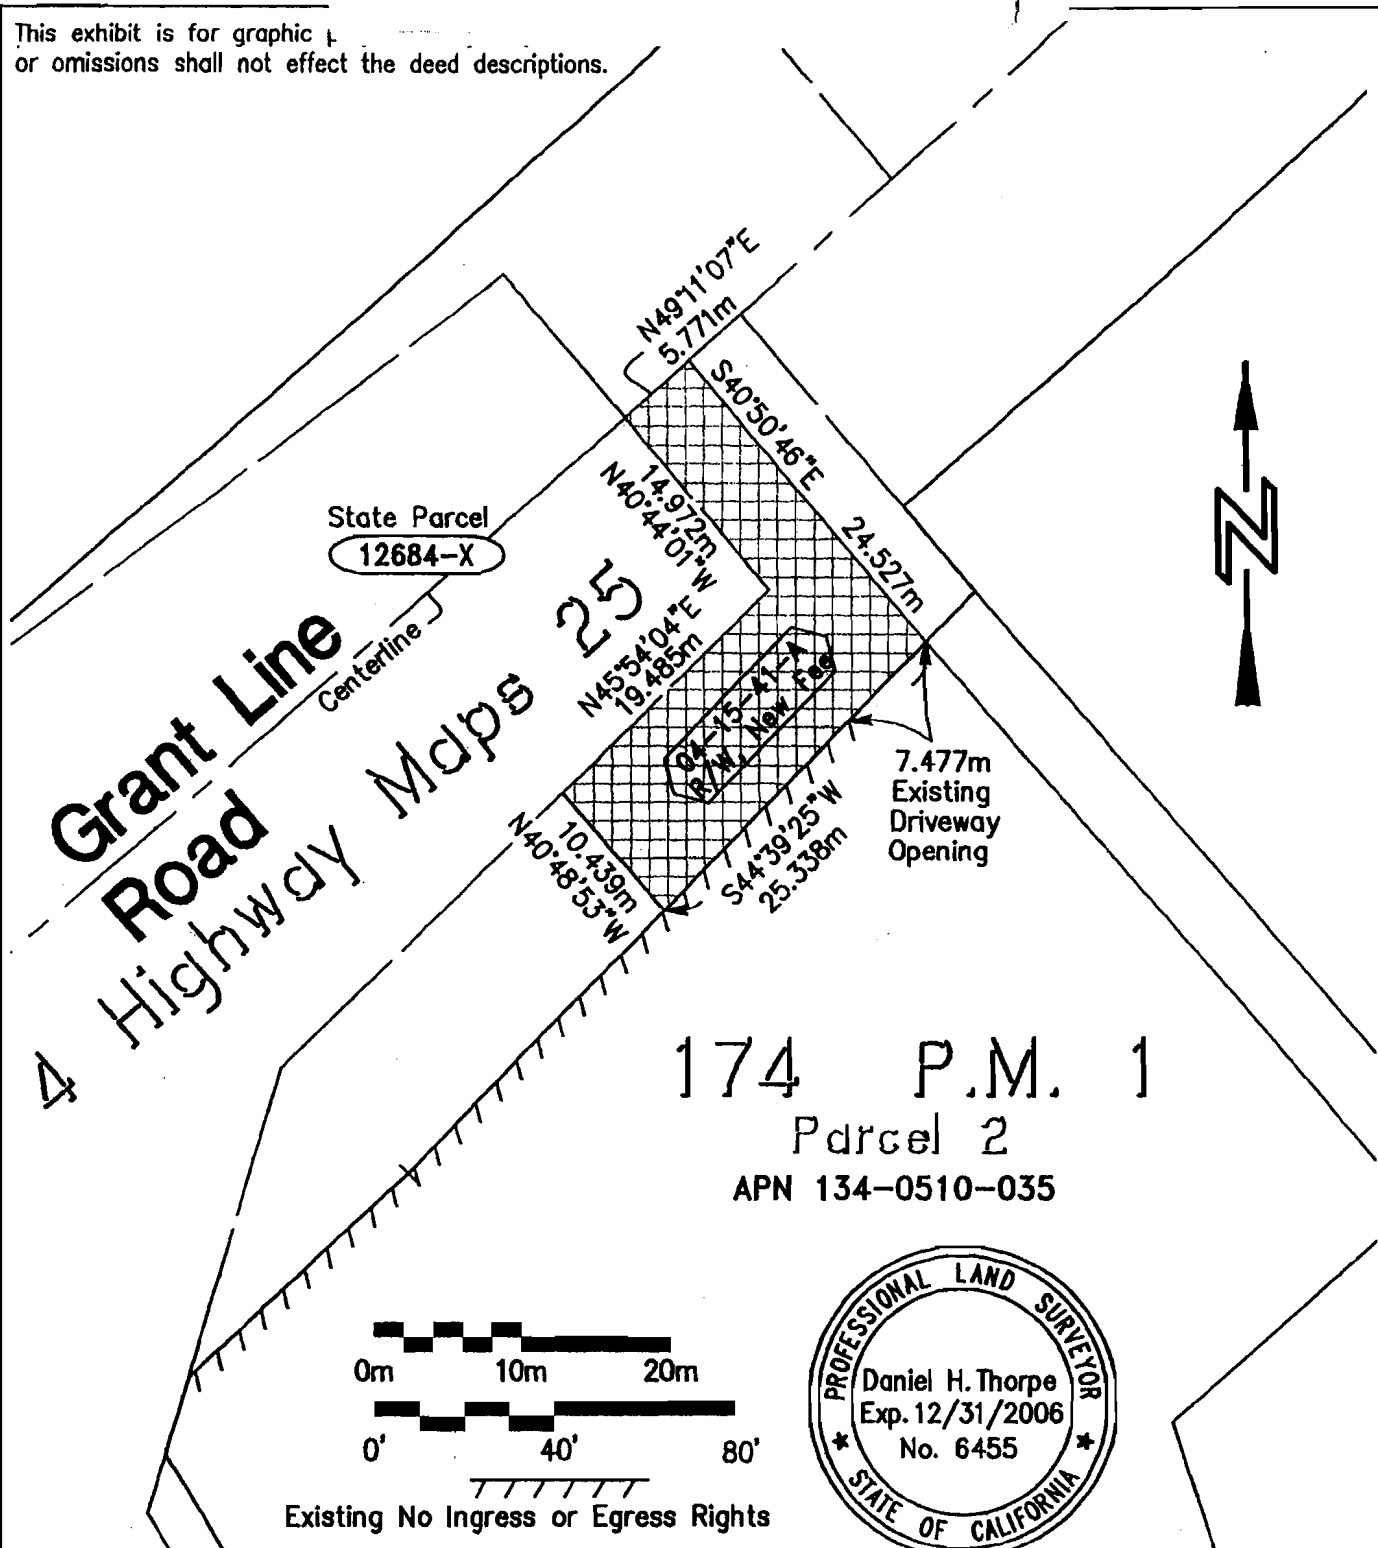 This exhibit is for graphic
or omissions shall not effect the deed descriptions.
N49°11'07"E
5.771m
S40°50'46"E
24.527m
14.972m
N40°44'01"W
State Parcel
12684-X
N45°54'04"E
19.485m
04-15-41-A
R/W, New Fee
Centerline
Grant Line
Road
4 Highway Maps 25
7.477m
Existing
Driveway
Opening
S44°39'25"W
25.338m
10.439m
N40°48'53"W
174 P.M. 1
Parcel 2
APN 134-0510-035
0m 10m 20m
0' 40' 80'
Existing No Ingress or Egress Rights
PROFESSIONAL LAND SURVEYOR
Daniel H. Thorpe
Exp. 12/31/2006
No. 6455
STATE OF CALIFORNIA
N